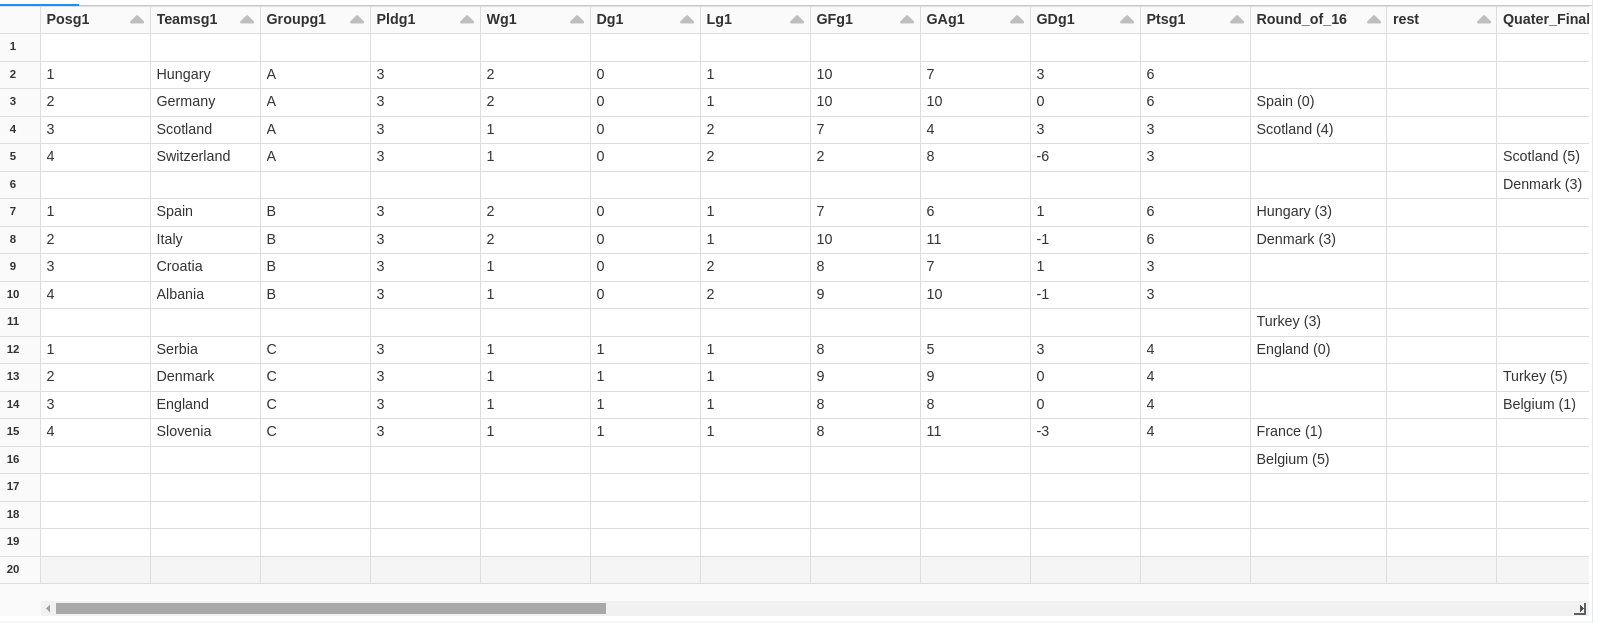 Posg1 Teamsg1 Groupg1 Pldg1 Wg1 Dg1 Lg1 GFg1 GAg1 GDg1 Ptsg1 Round_of_16 rest Quater_Final
1
2 1 Hungary A 3 2 0 1 10 7 3 6
3 2 Germany A 3 2 0 1 10 10 0 6 Spain (0)
4 3 Scotland A 3 1 0 2 7 4 3 3 Scotland (4)
5 4 Switzerland A 3 1 0 2 2 8 -6 3 Scotland (5)
6 Denmark (3)
7 1 Spain B 3 2 0 1 7 6 1 6 Hungary (3)
8 2 Italy B 3 2 0 1 10 11 -1 6 Denmark (3)
9 3 Croatia B 3 1 0 2 8 7 1 3
10 4 Albania B 3 1 0 2 9 10 -1 3
11 Turkey (3)
12 1 Serbia C 3 1 1 1 8 5 3 4 England (0)
13 2 Denmark C 3 1 1 1 9 9 0 4 Turkey (5)
14 3 England C 3 1 1 1 8 8 0 4 Belgium (1)
15 4 Slovenia C 3 1 1 1 8 11 -3 4 France (1)
16 Belgium (5)
17
18
19
20